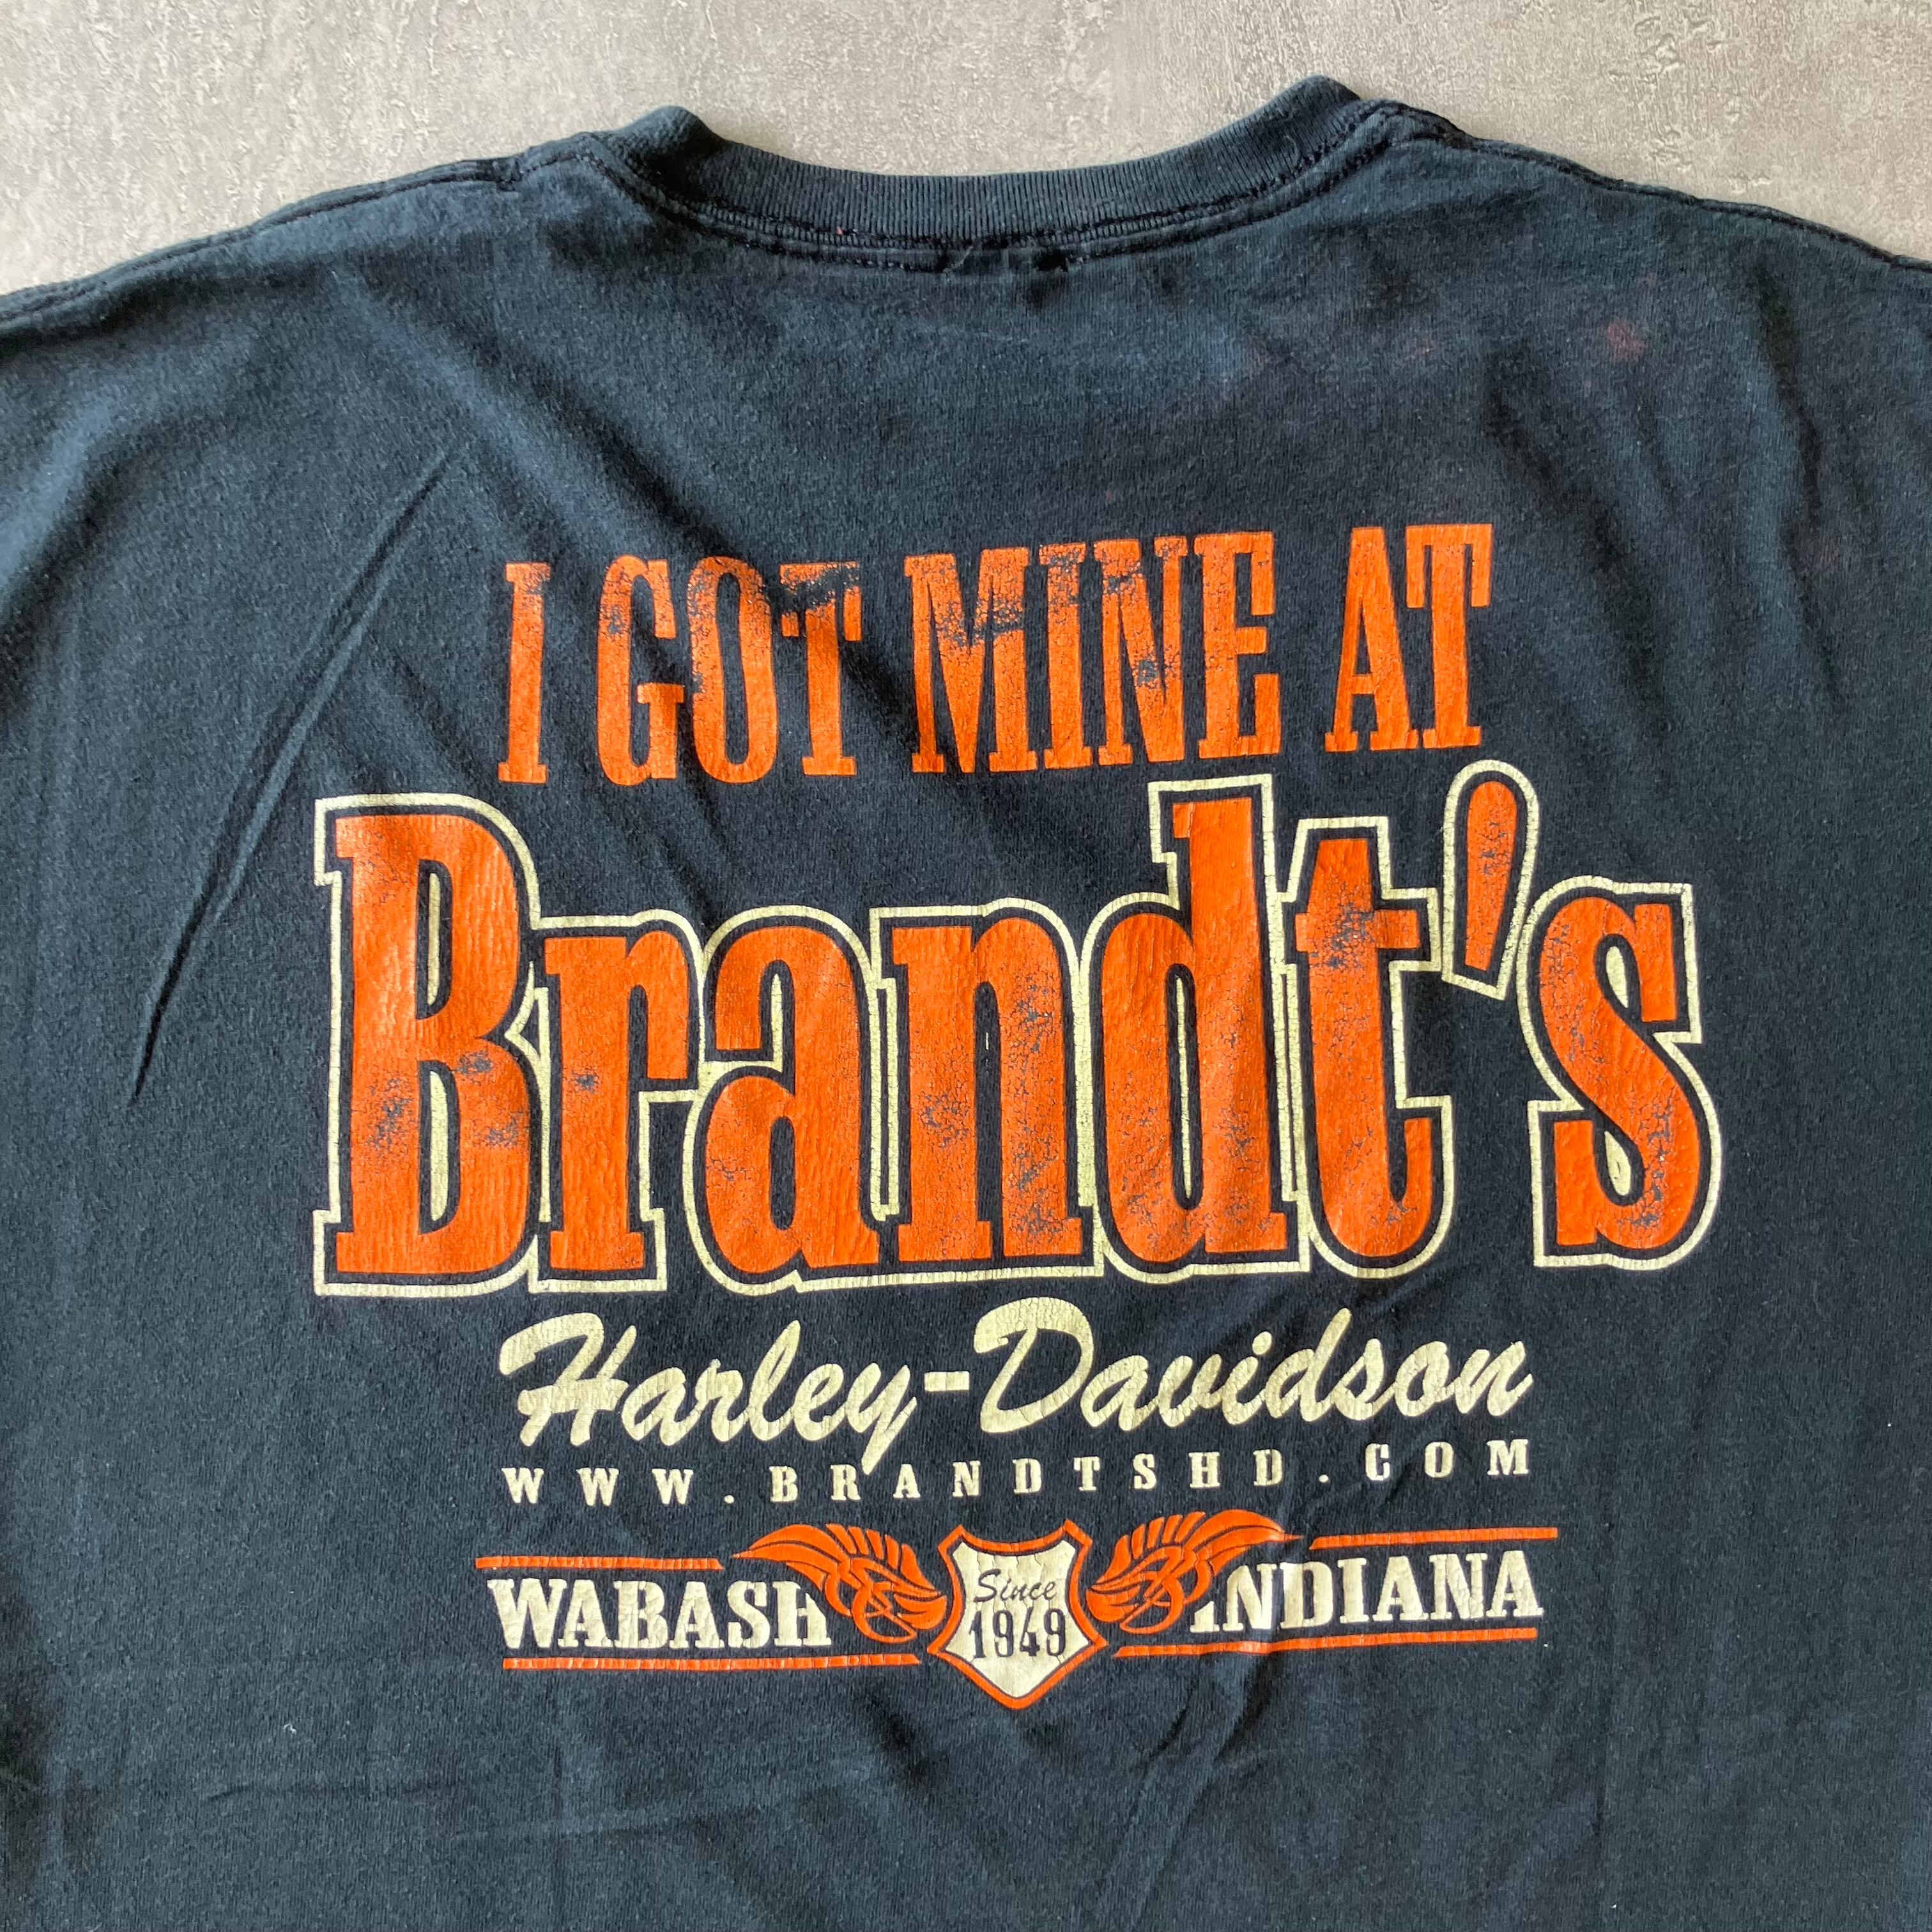 I GOT MINE AT
Brandt's
Harley-Davidson
WWW.BRANDTSHD.COM
WABASH Since 1949 INDIANA